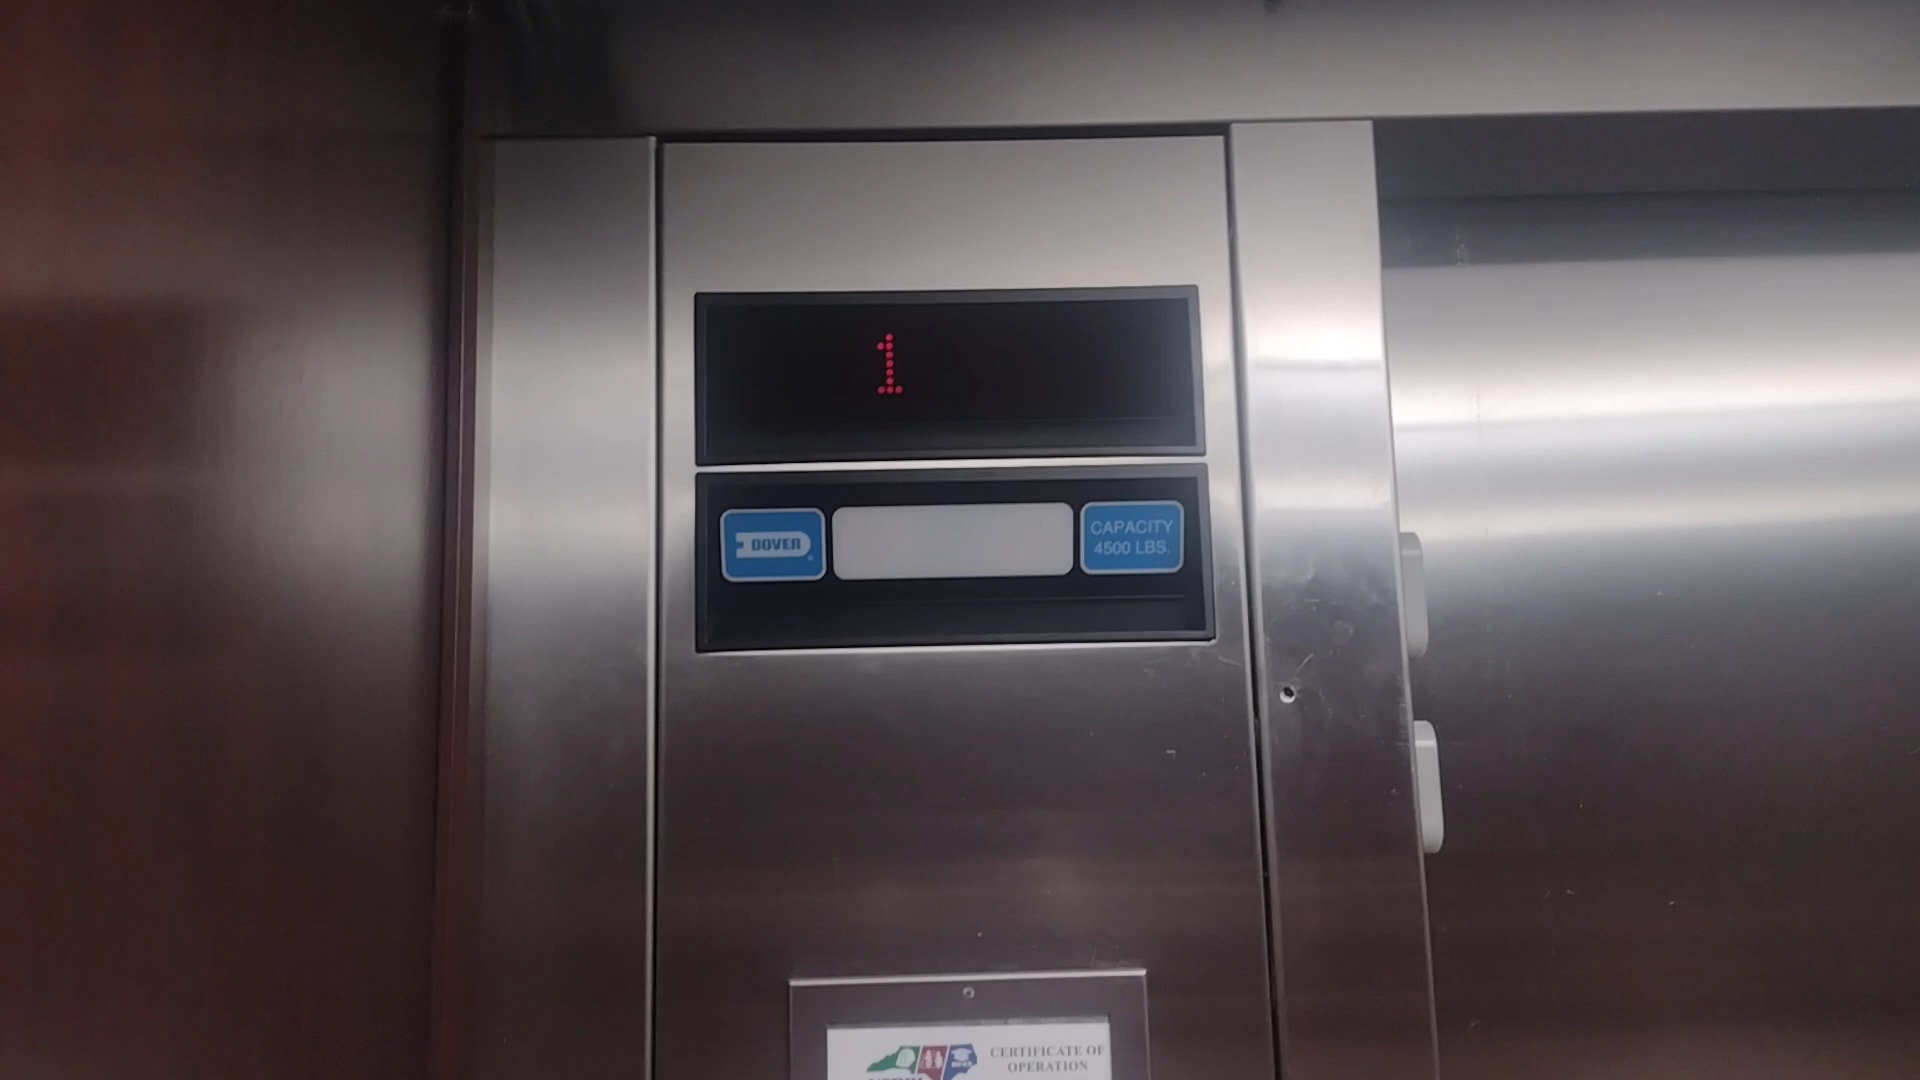 1
DOVER
CAPACITY
4500 LBS.
CERTIFICATE OF
OPERATION